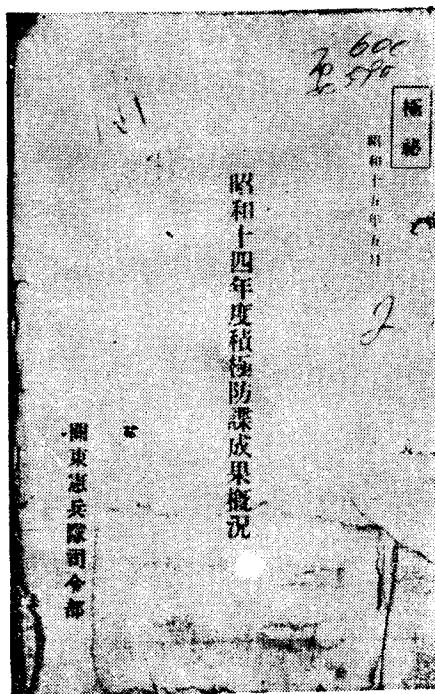 極秘
昭和十五年五月
昭和十四年度積極防諜成果概況
關東憲兵隊司令部